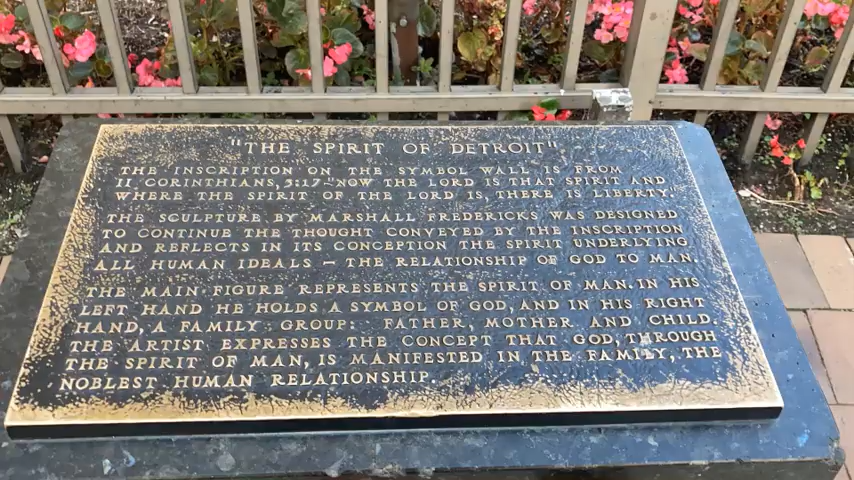 "THE SPIRIT OF DETROIT"
THE INSCRIPTION ON THE SYMBOL WALL IS FROM
II CORINTHIANS, 3:17 "NOW THE LORD IS THAT SPIRIT AND
WHERE THE SPIRIT OF THE LORD IS, THERE IS LIBERTY."
THE SCULPTURE BY MARSHALL FREDERICKS WAS DESIGNED
TO CONTINUE THE THOUGHT CONVEYED BY THE INSCRIPTION
AND REFLECTS IN ITS CONCEPTION THE SPIRIT UNDERLYING
ALL HUMAN IDEALS – THE RELATIONSHIP OF GOD TO MAN.
THE MAIN FIGURE REPRESENTS THE SPIRIT OF MAN. IN HIS
LEFT HAND HE HOLDS A SYMBOL OF GOD, AND IN HIS RIGHT
HAND, A FAMILY GROUP: FATHER, MOTHER AND CHILD.
THE ARTIST EXPRESSES THE CONCEPT THAT GOD, THROUGH
THE SPIRIT OF MAN, IS MANIFESTED IN THE FAMILY, THE
NOBLEST HUMAN RELATIONSHIP.